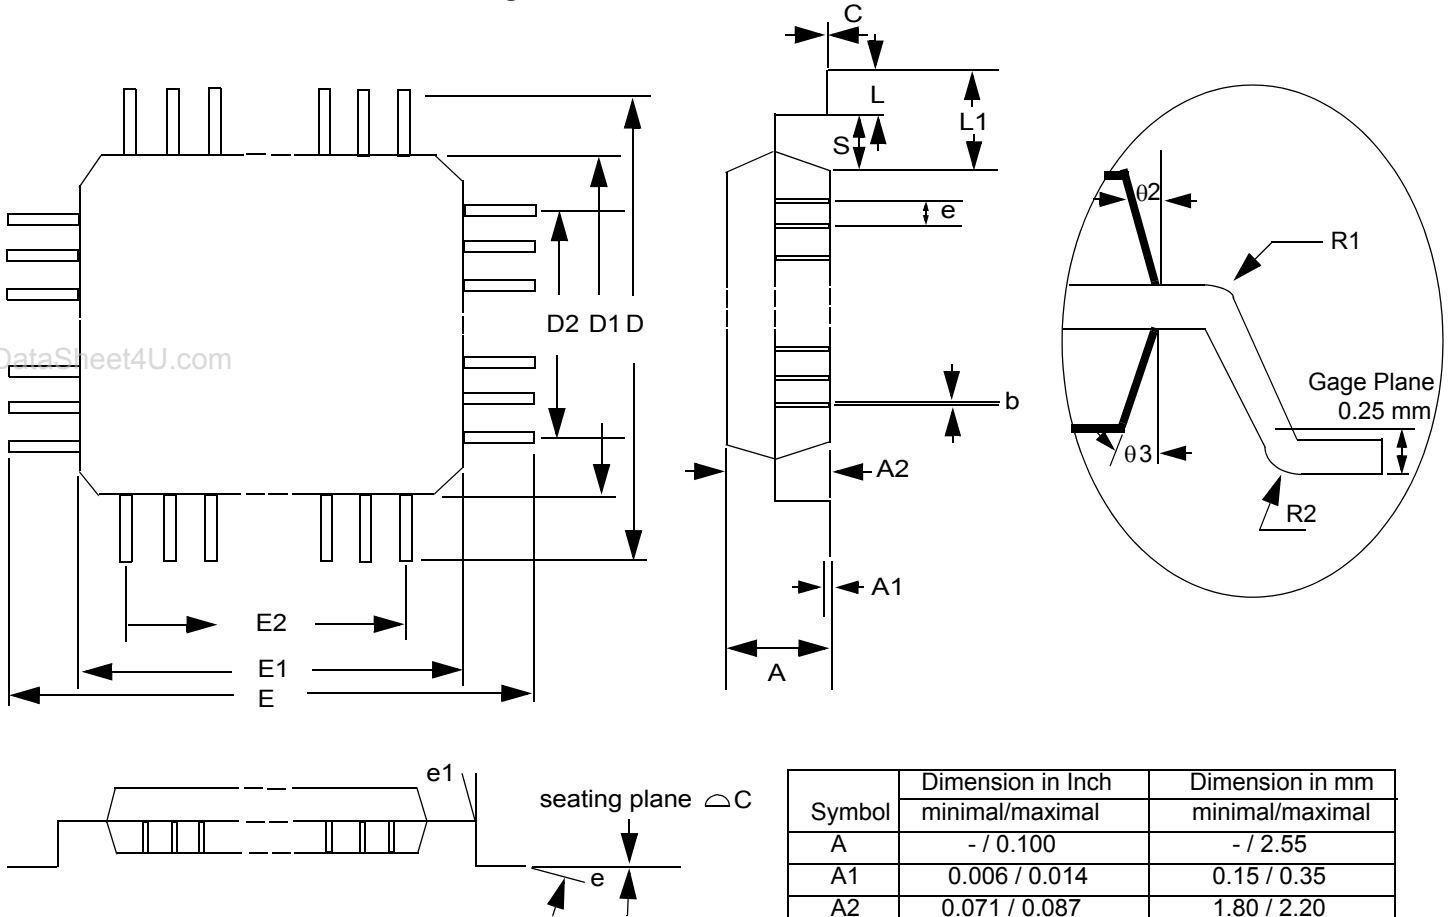 C
L
L1
S
e
b
A2
A1
A
D2 D1 D
DataSheet4U.com
E2
E1
E
θ2
R1
Gage Plane
0.25 mm
θ3
R2
e1
seating plane ⌓ C
e
Dimension in Inch Dimension in mm
Symbol minimal/maximal minimal/maximal
A - / 0.100 - / 2.55
A1 0.006 / 0.014 0.15 / 0.35
A2 0.071 / 0.087 1.80 / 2.20